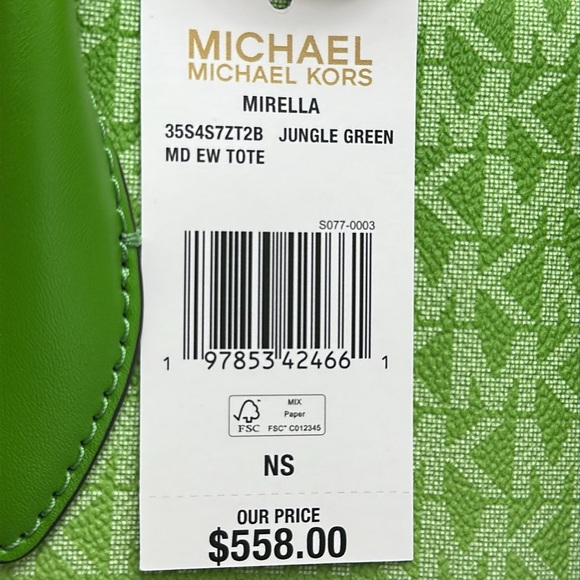 MICHAEL
MICHAEL KORS
MIRELLA
35S4S7ZT2B JUNGLE GREEN
MD EW TOTE
S077-0003
1 97853 42466 1
FSC
MIX
Paper
FSC™ C012345
NS
OUR PRICE
$558.00